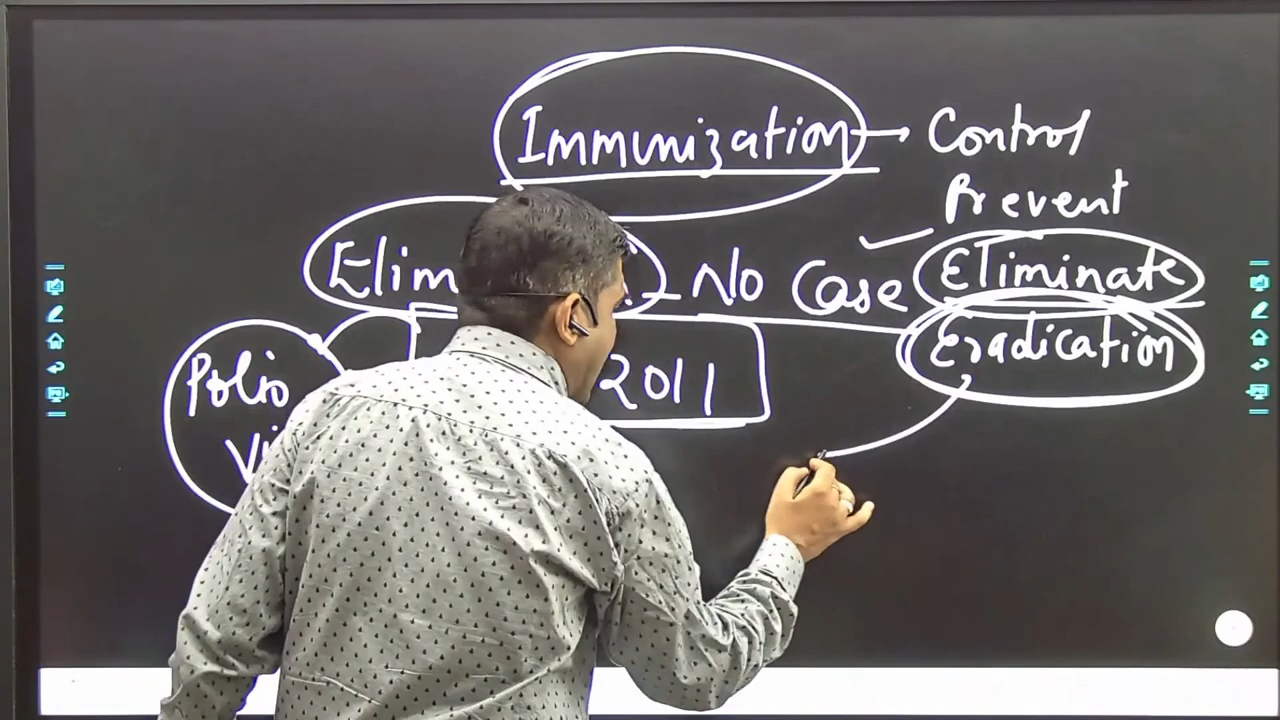 Immunization → Control
Prevent
No Case Eliminate
Polio 2011 Eradication